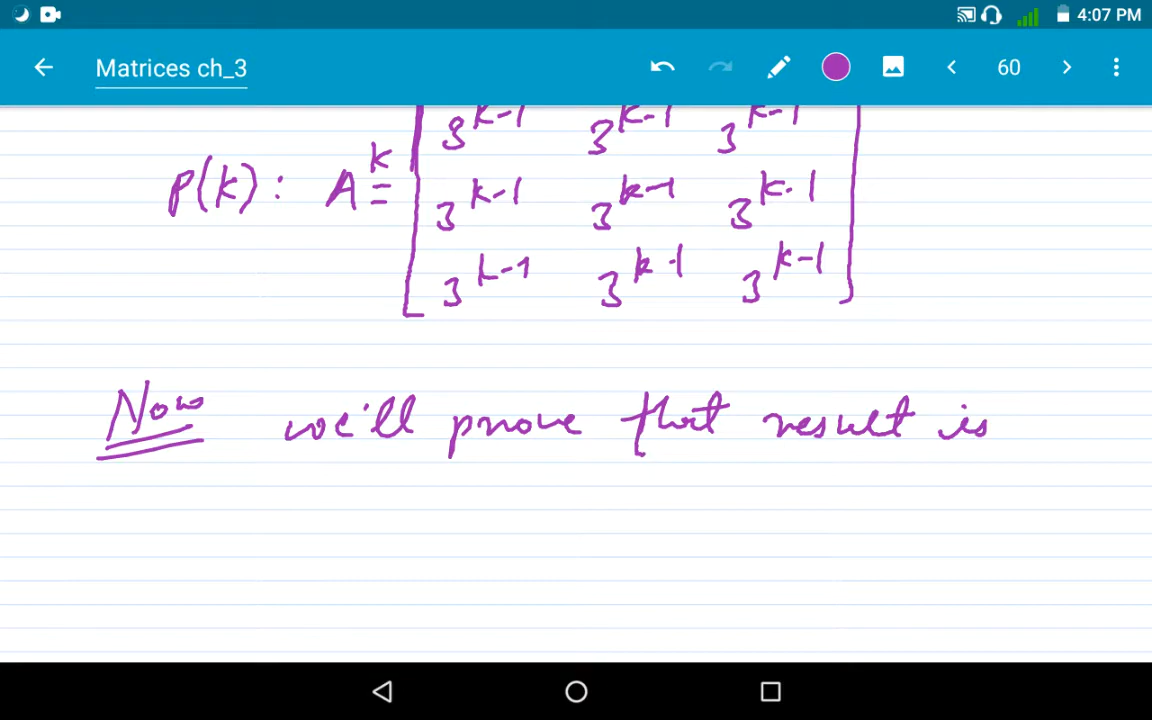 4:07 PM
Matrices ch_3
60
3^{k-1} 3^{k-1} 3^{k-1}
P(k): A^k = 3^{k-1} 3^{k-1} 3^{k-1}
3^{k-1} 3^{k-1} 3^{k-1}
Now we'll prove that result is